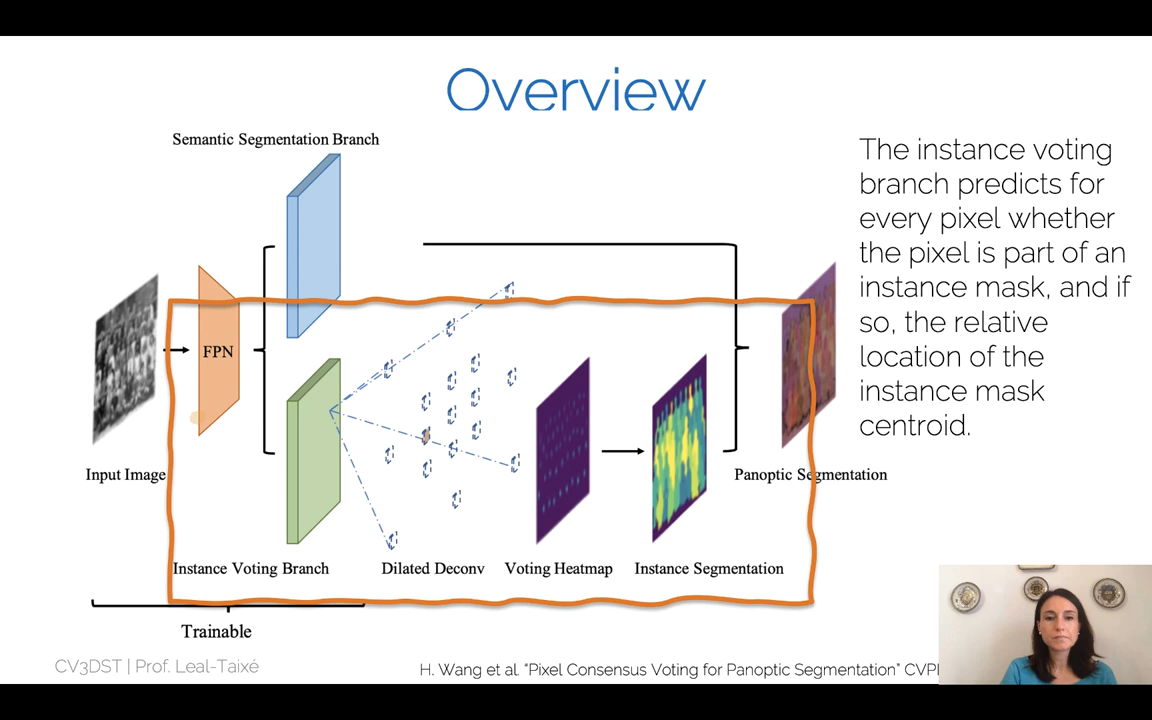 Overview
Semantic Segmentation Branch
The instance voting
branch predicts for
every pixel whether
the pixel is part of an
instance mask, and if
so, the relative
location of the
instance mask
centroid.
FPN
Input Image
Panoptic Segmentation
Instance Voting Branch
Dilated Deconv
Voting Heatmap
Instance Segmentation
Trainable
CV3DST | Prof. Leal-Taixé
H. Wang et al. “Pixel Consensus Voting for Panoptic Segmentation”